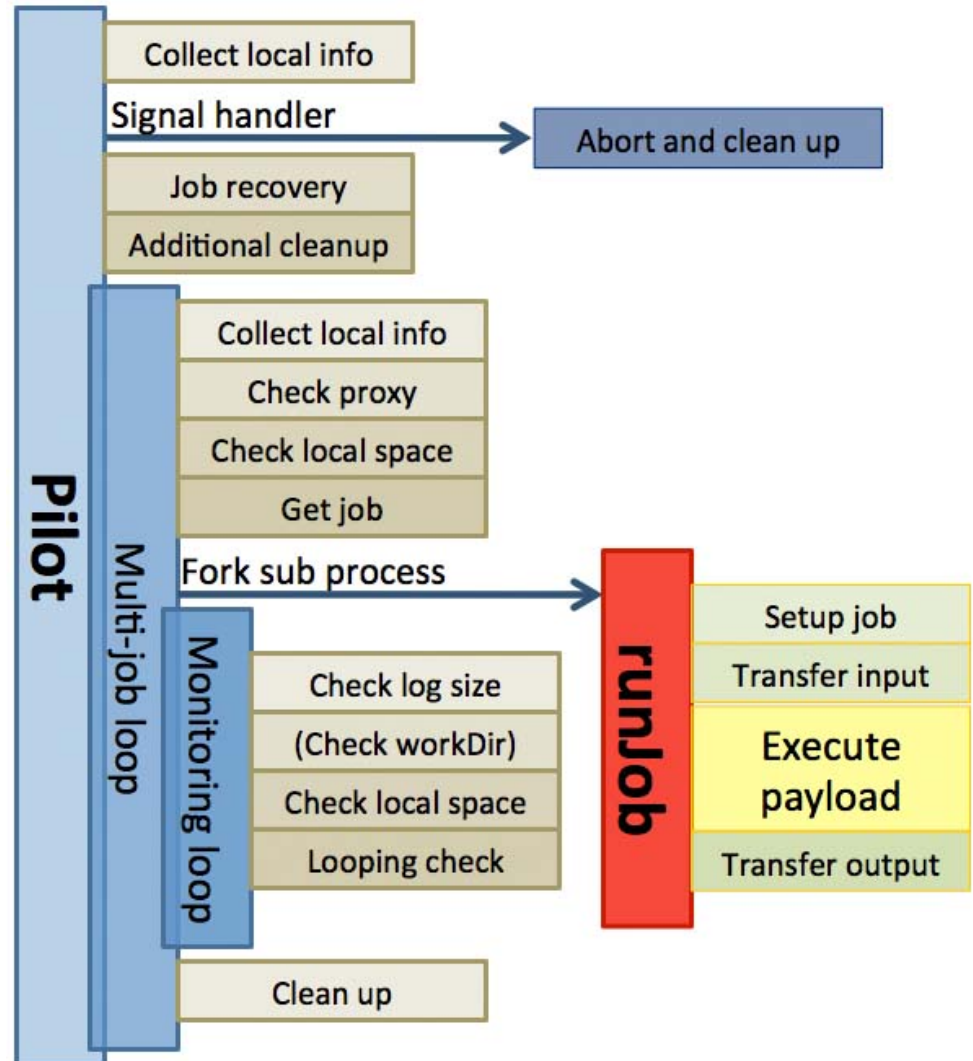 Collect local info
Signal handler
Abort and clean up
Job recovery
Additional cleanup
Pilot
Multi-job loop
Collect local info
Check proxy
Check local space
Get job
Fork sub process
Monitoring loop
Check log size
(Check workDir)
Check local space
Looping check
runJob
Setup job
Transfer input
Execute
payload
Transfer output
Clean up